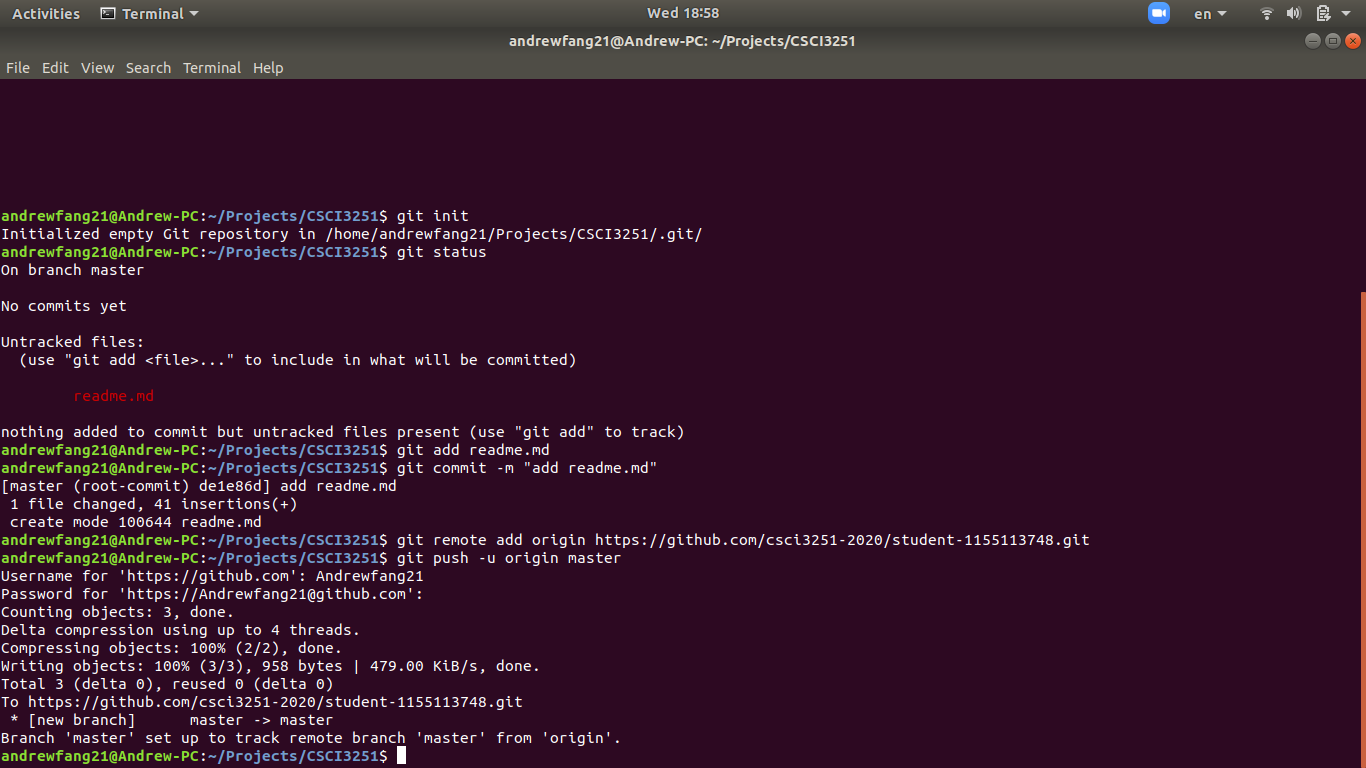 Activities Terminal Wed 18:58 en
andrewfang21@Andrew-PC: ~/Projects/CSCI3251
File Edit View Search Terminal Help
andrewfang21@Andrew-PC:~/Projects/CSCI3251$ git init
Initialized empty Git repository in /home/andrewfang21/Projects/CSCI3251/.git/
andrewfang21@Andrew-PC:~/Projects/CSCI3251$ git status
On branch master
No commits yet
Untracked files:
  (use "git add <file>..." to include in what will be committed)
        readme.md
nothing added to commit but untracked files present (use "git add" to track)
andrewfang21@Andrew-PC:~/Projects/CSCI3251$ git add readme.md
andrewfang21@Andrew-PC:~/Projects/CSCI3251$ git commit -m "add readme.md"
[master (root-commit) de1e86d] add readme.md
 1 file changed, 41 insertions(+)
 create mode 100644 readme.md
andrewfang21@Andrew-PC:~/Projects/CSCI3251$ git remote add origin https://github.com/csci3251-2020/student-1155113748.git
andrewfang21@Andrew-PC:~/Projects/CSCI3251$ git push -u origin master
Username for 'https://github.com': Andrewfang21
Password for 'https://Andrewfang21@github.com':
Counting objects: 3, done.
Delta compression using up to 4 threads.
Compressing objects: 100% (2/2), done.
Writing objects: 100% (3/3), 958 bytes | 479.00 KiB/s, done.
Total 3 (delta 0), reused 0 (delta 0)
To https://github.com/csci3251-2020/student-1155113748.git
 * [new branch]      master -> master
Branch 'master' set up to track remote branch 'master' from 'origin'.
andrewfang21@Andrew-PC:~/Projects/CSCI3251$